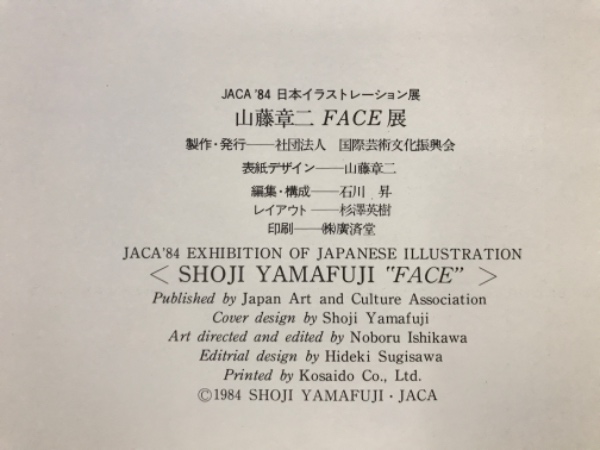 JACA '84 日本イラストレーション展
山藤章二 FACE 展
製作・発行──社団法人　国際芸術文化振興会
表紙デザイン──山藤章二
編集・構成──石川　昇
レイアウト──杉澤英樹
印刷──㈱廣済堂
JACA'84 EXHIBITION OF JAPANESE ILLUSTRATION
< SHOJI YAMAFUJI "FACE" >
Published by Japan Art and Culture Association
Cover design by Shoji Yamafuji
Art directed and edited by Noboru Ishikawa
Editrial design by Hideki Sugisawa
Printed by Kosaido Co., Ltd.
©1984 SHOJI YAMAFUJI・JACA